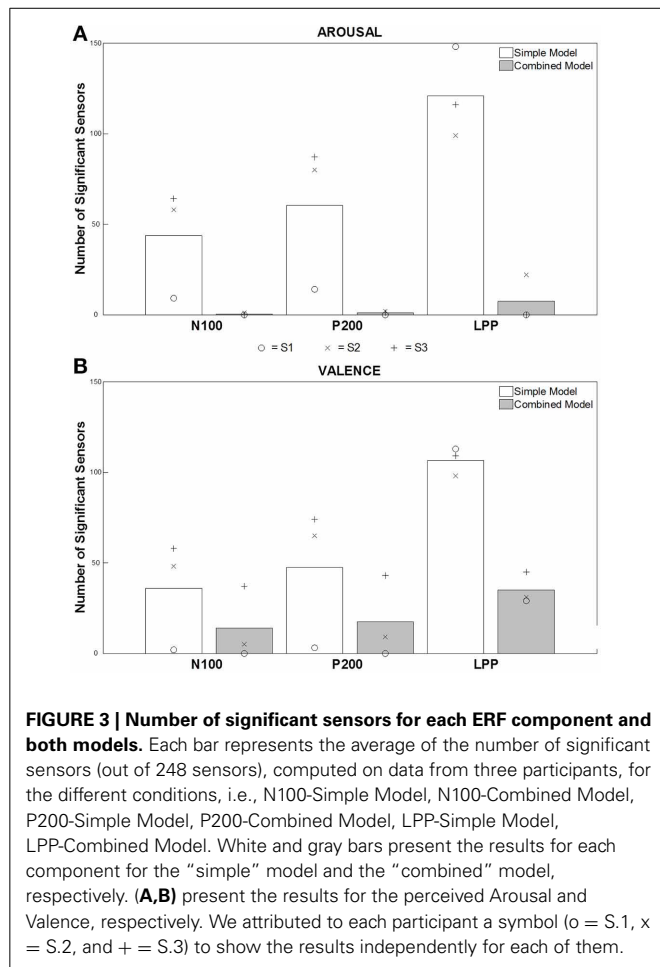 A
AROUSAL
Number of Significant Sensors
150
100
50
0
Simple Model
Combined Model
N100
P200
LPP
o = S1
× = S2
+ = S3
B
VALENCE
Number of Significant Sensors
150
100
50
0
Simple Model
Combined Model
N100
P200
LPP
FIGURE 3 | Number of significant sensors for each ERF component and
both models. Each bar represents the average of the number of significant
sensors (out of 248 sensors), computed on data from three participants, for
the different conditions, i.e., N100-Simple Model, N100-Combined Model,
P200-Simple Model, P200-Combined Model, LPP-Simple Model,
LPP-Combined Model. White and gray bars present the results for each
component for the “simple” model and the “combined” model,
respectively. (A,B) present the results for the perceived Arousal and
Valence, respectively. We attributed to each participant a symbol (o = S.1, x
= S.2, and + = S.3) to show the results independently for each of them.